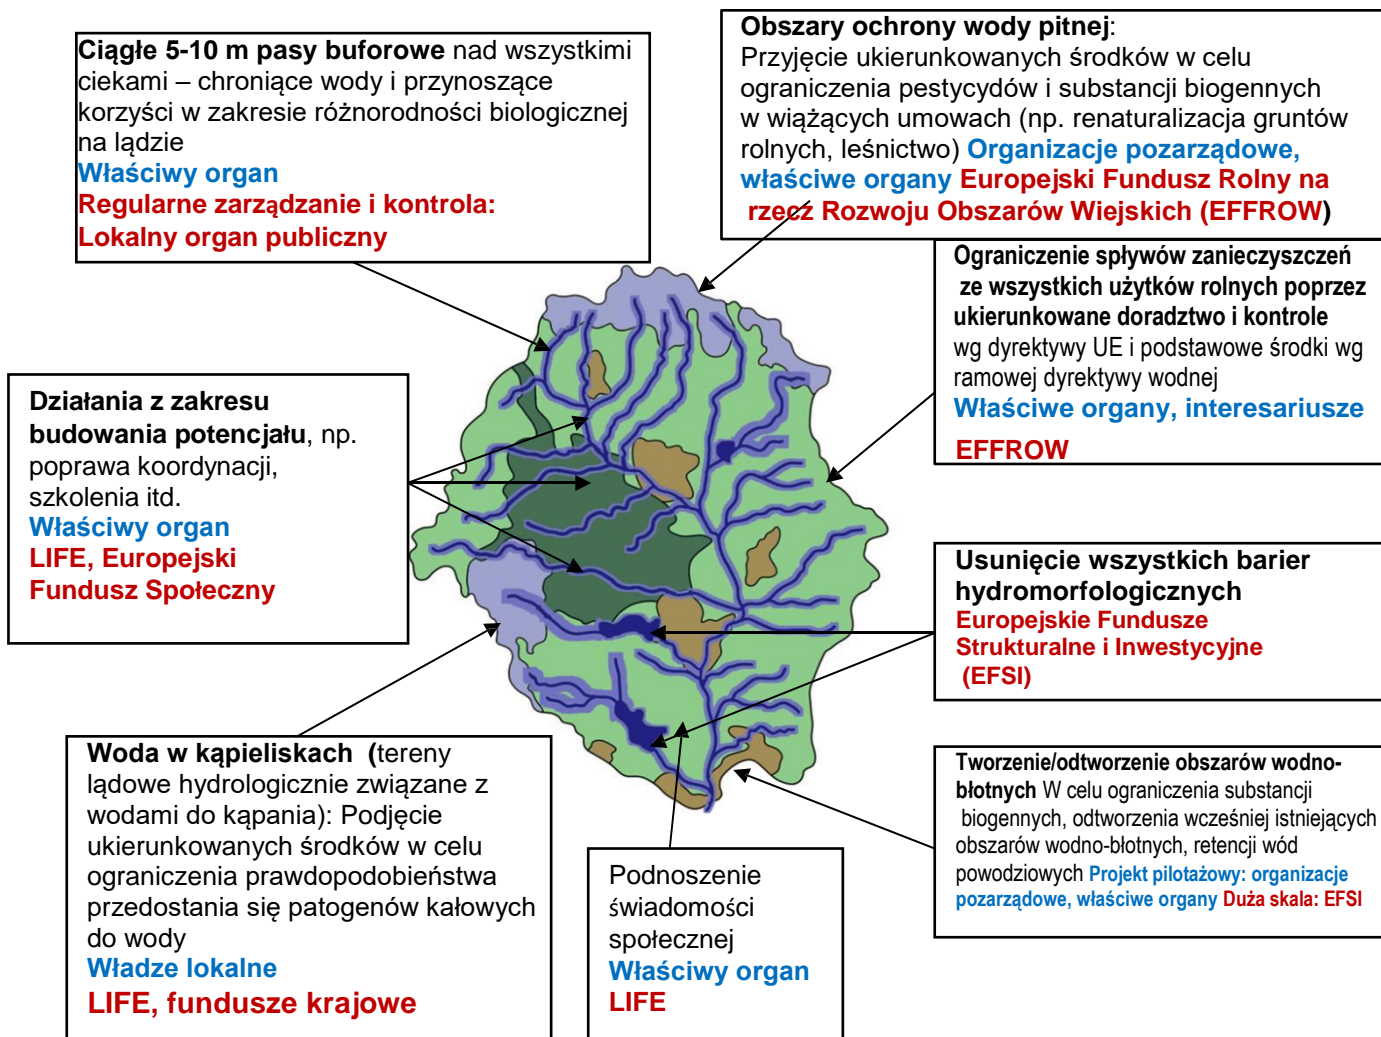 Ciągłe 5-10 m pasy buforowe nad wszystkimi
ciekami – chroniące wody i przynoszące
korzyści w zakresie różnorodności biologicznej
na lądzie
Właściwy organ
Regularne zarządzanie i kontrola:
Lokalny organ publiczny
Obszary ochrony wody pitnej:
Przyjęcie ukierunkowanych środków w celu
ograniczenia pestycydów i substancji biogennych
w wiążących umowach (np. renaturalizacja gruntów
rolnych, leśnictwo) Organizacje pozarządowe,
właściwe organy Europejski Fundusz Rolny na
rzecz Rozwoju Obszarów Wiejskich (EFFROW)
Ograniczenie spływów zanieczyszczeń
ze wszystkich użytków rolnych poprzez
ukierunkowane doradztwo i kontrole
wg dyrektywy UE i podstawowe środki wg
ramowej dyrektywy wodnej
Właściwe organy, interesariusze
EFFROW
Działania z zakresu
budowania potencjału, np.
poprawa koordynacji,
szkolenia itd.
Właściwy organ
LIFE, Europejski
Fundusz Społeczny
Usunięcie wszystkich barier
hydromorfologicznych
Europejskie Fundusze
Strukturalne i Inwestycyjne
(EFSI)
Woda w kąpieliskach (tereny
lądowe hydrologicznie związane z
wodami do kąpania): Podjęcie
ukierunkowanych środków w celu
ograniczenia prawdopodobieństwa
przedostania się patogenów kałowych
do wody
Władze lokalne
LIFE, fundusze krajowe
Podnoszenie
świadomości
społecznej
Właściwy organ
LIFE
Tworzenie/odtworzenie obszarów wodno-
błotnych W celu ograniczenia substancji
biogennych, odtworzenia wcześniej istniejących
obszarów wodno-błotnych, retencji wód
powodziowych Projekt pilotażowy: organizacje
pozarządowe, właściwe organy Duża skala: EFSI